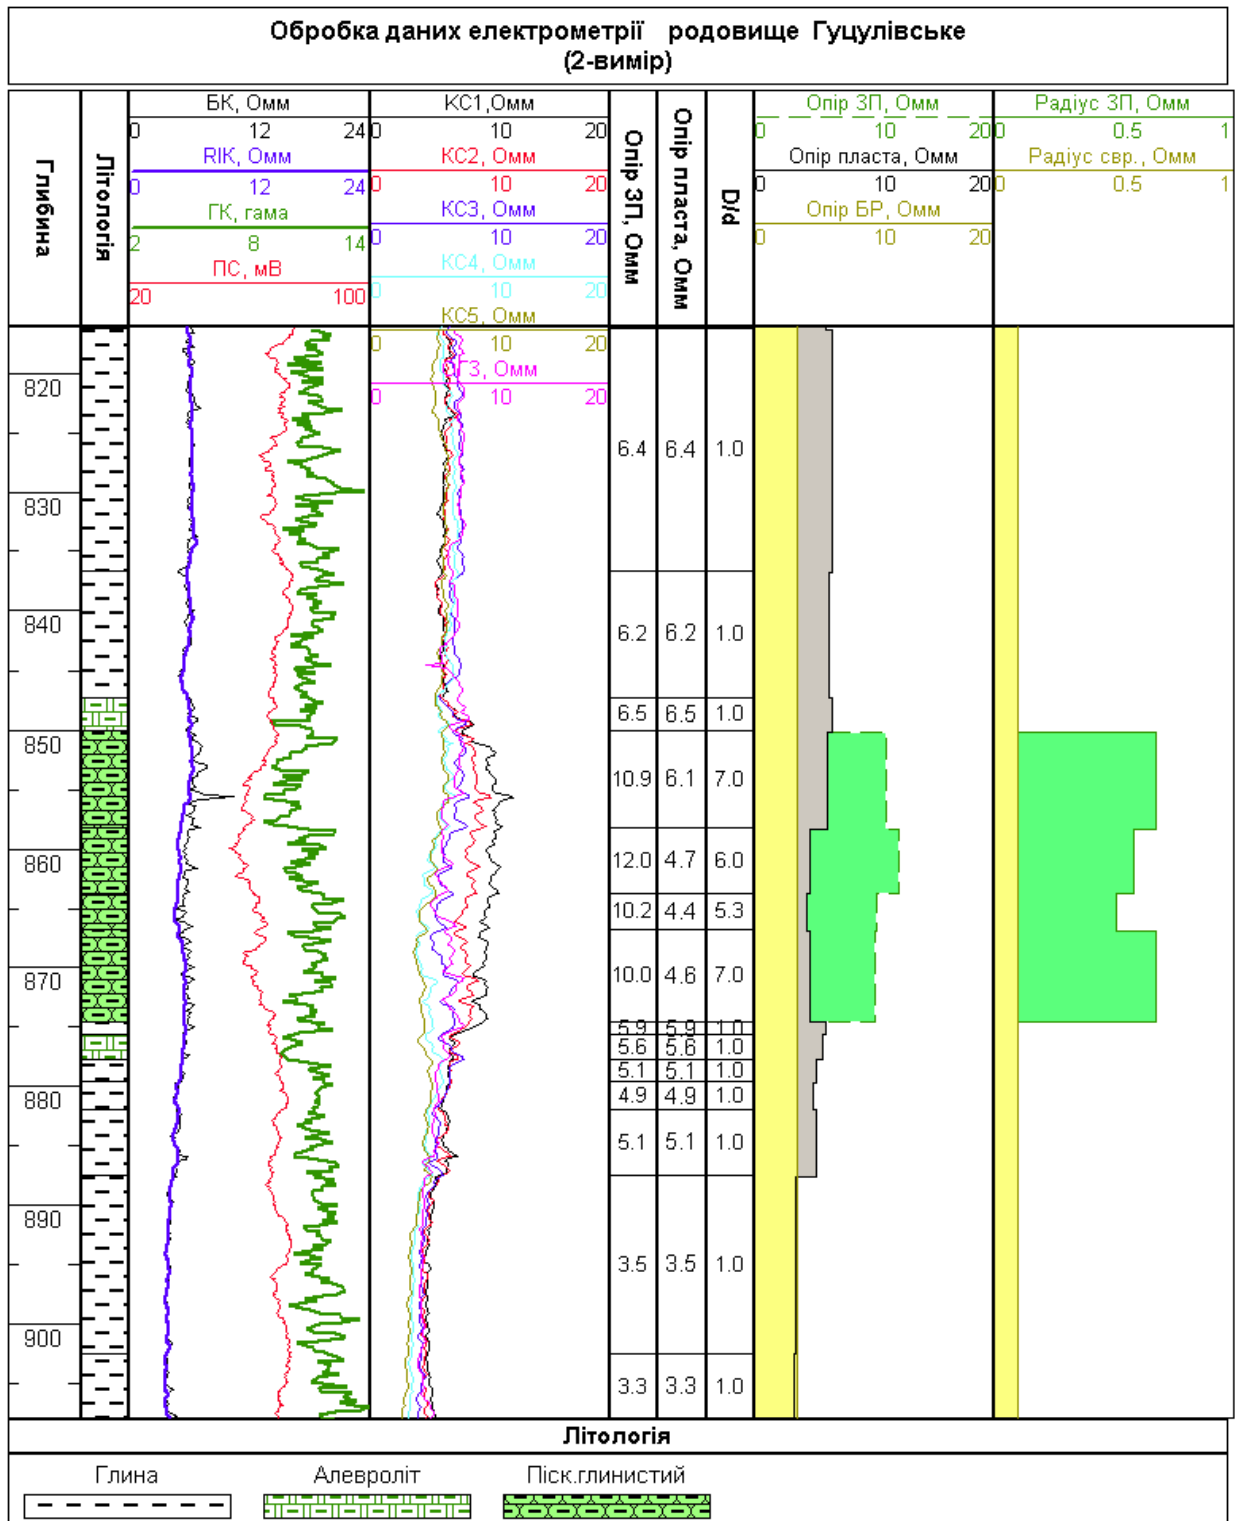 Обробка даних електрометрії родовище Гуцулівське
(2-вимір)
Глибина
Літологія
БК, Омм
0 12 24
RIK, Омм
0 12 24
ГК, гама
2 8 14
ПС, мВ
20 100
КС1,Омм
0 10 20
КС2, Омм
0 10 20
КС3, Омм
0 10 20
КС4, Омм
0 10 20
КС5, Омм
0 10 20
ГЗ, Омм
0 10 20
Опір ЗП, Омм
Опір пласта, Омм
D/d
Опір ЗП, Омм
0 10 20
Опір пласта, Омм
0 10 20
Опір БР, Омм
0 10 20
Радіус ЗП, Омм
0 0.5 1
Радіус свр., Омм
0 0.5 1
820
830
840
850
860
870
880
890
900
6.4 6.4 1.0
6.2 6.2 1.0
6.5 6.5 1.0
10.9 6.1 7.0
12.0 4.7 6.0
10.2 4.4 5.3
10.0 4.6 7.0
5.9 5.9 1.0
5.6 5.6 1.0
5.1 5.1 1.0
4.9 4.9 1.0
5.1 5.1 1.0
3.5 3.5 1.0
3.3 3.3 1.0
Літологія
Глина Алевроліт Піск.глинистий